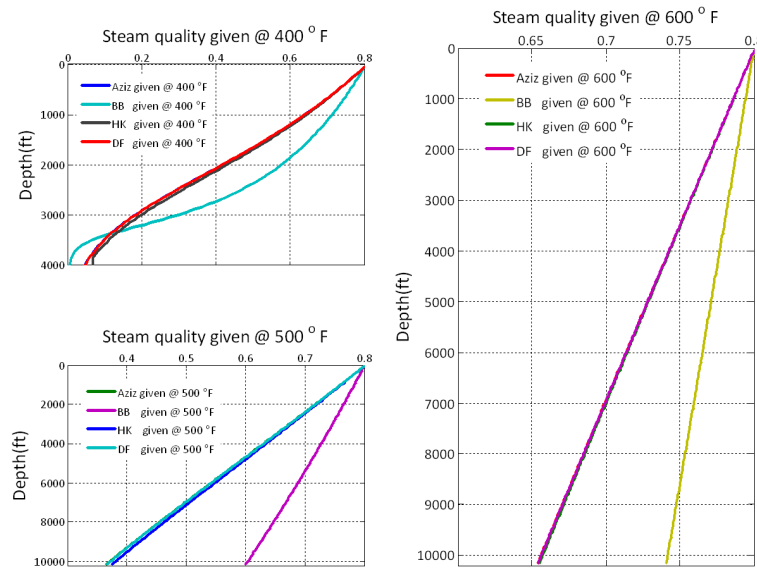 Steam quality given @ 400 ° F
0 0.2 0.4 0.6 0.8
0
1000
2000
3000
4000
Depth(ft)
Aziz given @ 400 °F
BB given @ 400 °F
HK given @ 400 °F
DF given @ 400 °F
Steam quality given @ 500 ° F
0.4 0.5 0.6 0.7 0.8
0
2000
4000
6000
8000
10000
Depth(ft)
Aziz given @ 500 °F
BB given @ 500 °F
HK given @ 500 °F
DF given @ 500 °F
Steam quality given @ 600 ° F
0.65 0.7 0.75 0.8
0
1000
2000
3000
4000
5000
6000
7000
8000
9000
10000
Depth(ft)
Aziz given @ 600 °F
BB given @ 600 °F
HK given @ 600 °F
DF given @ 600 °F